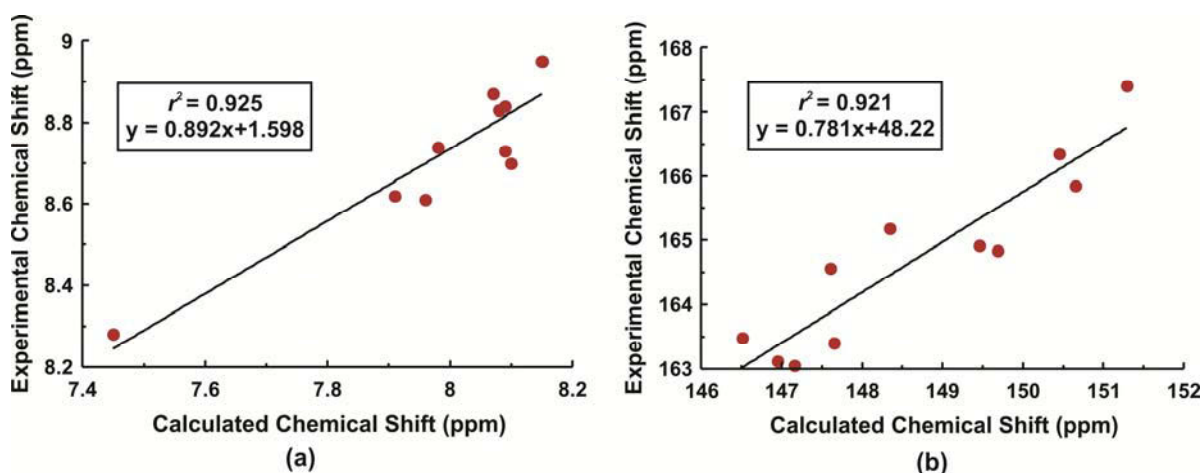 Experimental Chemical Shift (ppm)
9
8.8
8.6
8.4
8.2
r² = 0.925
y = 0.892x+1.598
7.4 7.6 7.8 8 8.2
Calculated Chemical Shift (ppm)
(a)
Experimental Chemical Shift (ppm)
168
167
166
165
164
163
r² = 0.921
y = 0.781x+48.22
146 147 148 149 150 151 152
Calculated Chemical Shift (ppm)
(b)